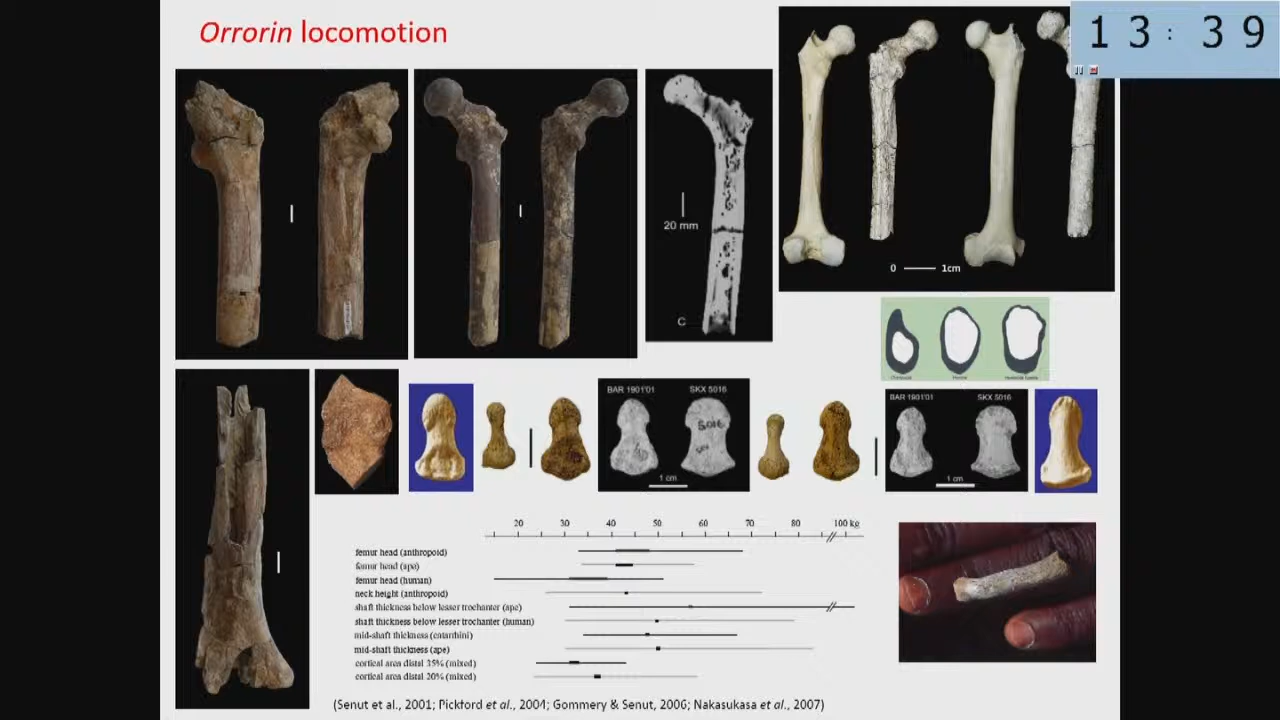 Orrorin locomotion
13:39
20 mm
C
0 1cm
BAR 1901'01 SKX 5016
1 cm
BAR 1901'01 SKX 5016
1 cm
20 30 40 50 60 70 80 100 kg
femur head (anthropoid)
femur head (ape)
femur head (human)
neck height (anthropoid)
shaft thickness below lesser trochanter (ape)
shaft thickness below lesser trochanter (human)
mid-shaft thickness (catarrhini)
mid-shaft thickness (ape)
cortical area distal 35% (mixed)
cortical area distal 20% (mixed)
(Senut et al., 2001; Pickford et al., 2004; Gommery & Senut, 2006; Nakasukasa et al., 2007)